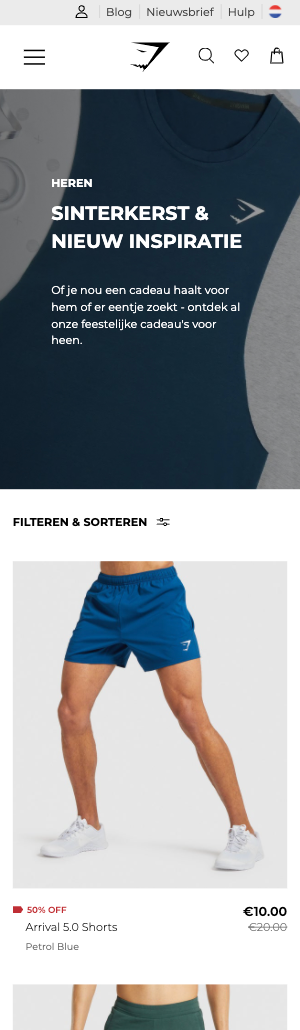 Blog
Nieuwsbrief
Hulp
HEREN
SINTERKERST &
NIEUW INSPIRATIE
Of je nou een cadeau haalt voor
hem of er eentje zoekt - ontdek al
onze feestelijke cadeau's voor
heen.
FILTEREN & SORTEREN
50% OFF
€10.00
Arrival 5.0 Shorts
€20.00
Petrol Blue